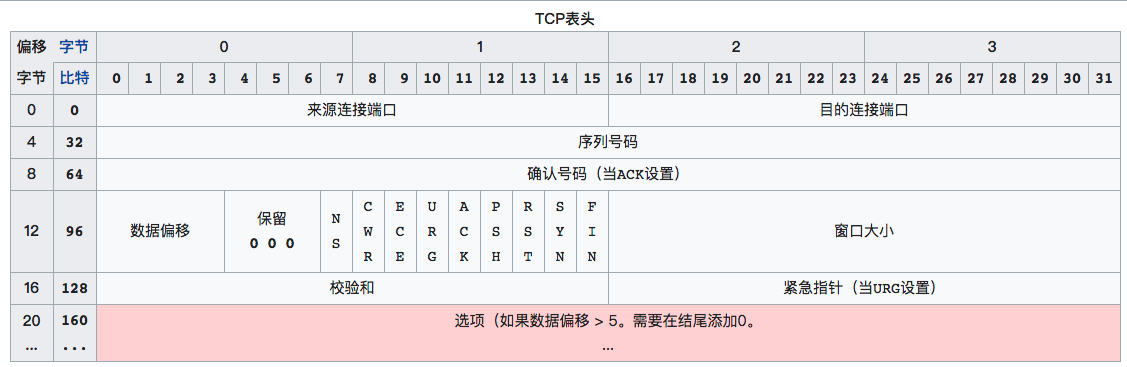 TCP表头
偏移 字节 0 1 2 3
字节 比特 0 1 2 3 4 5 6 7 8 9 10 11 12 13 14 15 16 17 18 19 20 21 22 23 24 25 26 27 28 29 30 31
0 0 来源连接端口 目的连接端口
4 32 序列号码
8 64 确认号码（当ACK设置）
12 96 数据偏移 保留 0 0 0 NS CWR ECE URG ACK PSH RST SYN FIN 窗口大小
16 128 校验和 紧急指针（当URG设置）
20 160 选项（如果数据偏移 > 5。需要在结尾添加0。
... ... ...